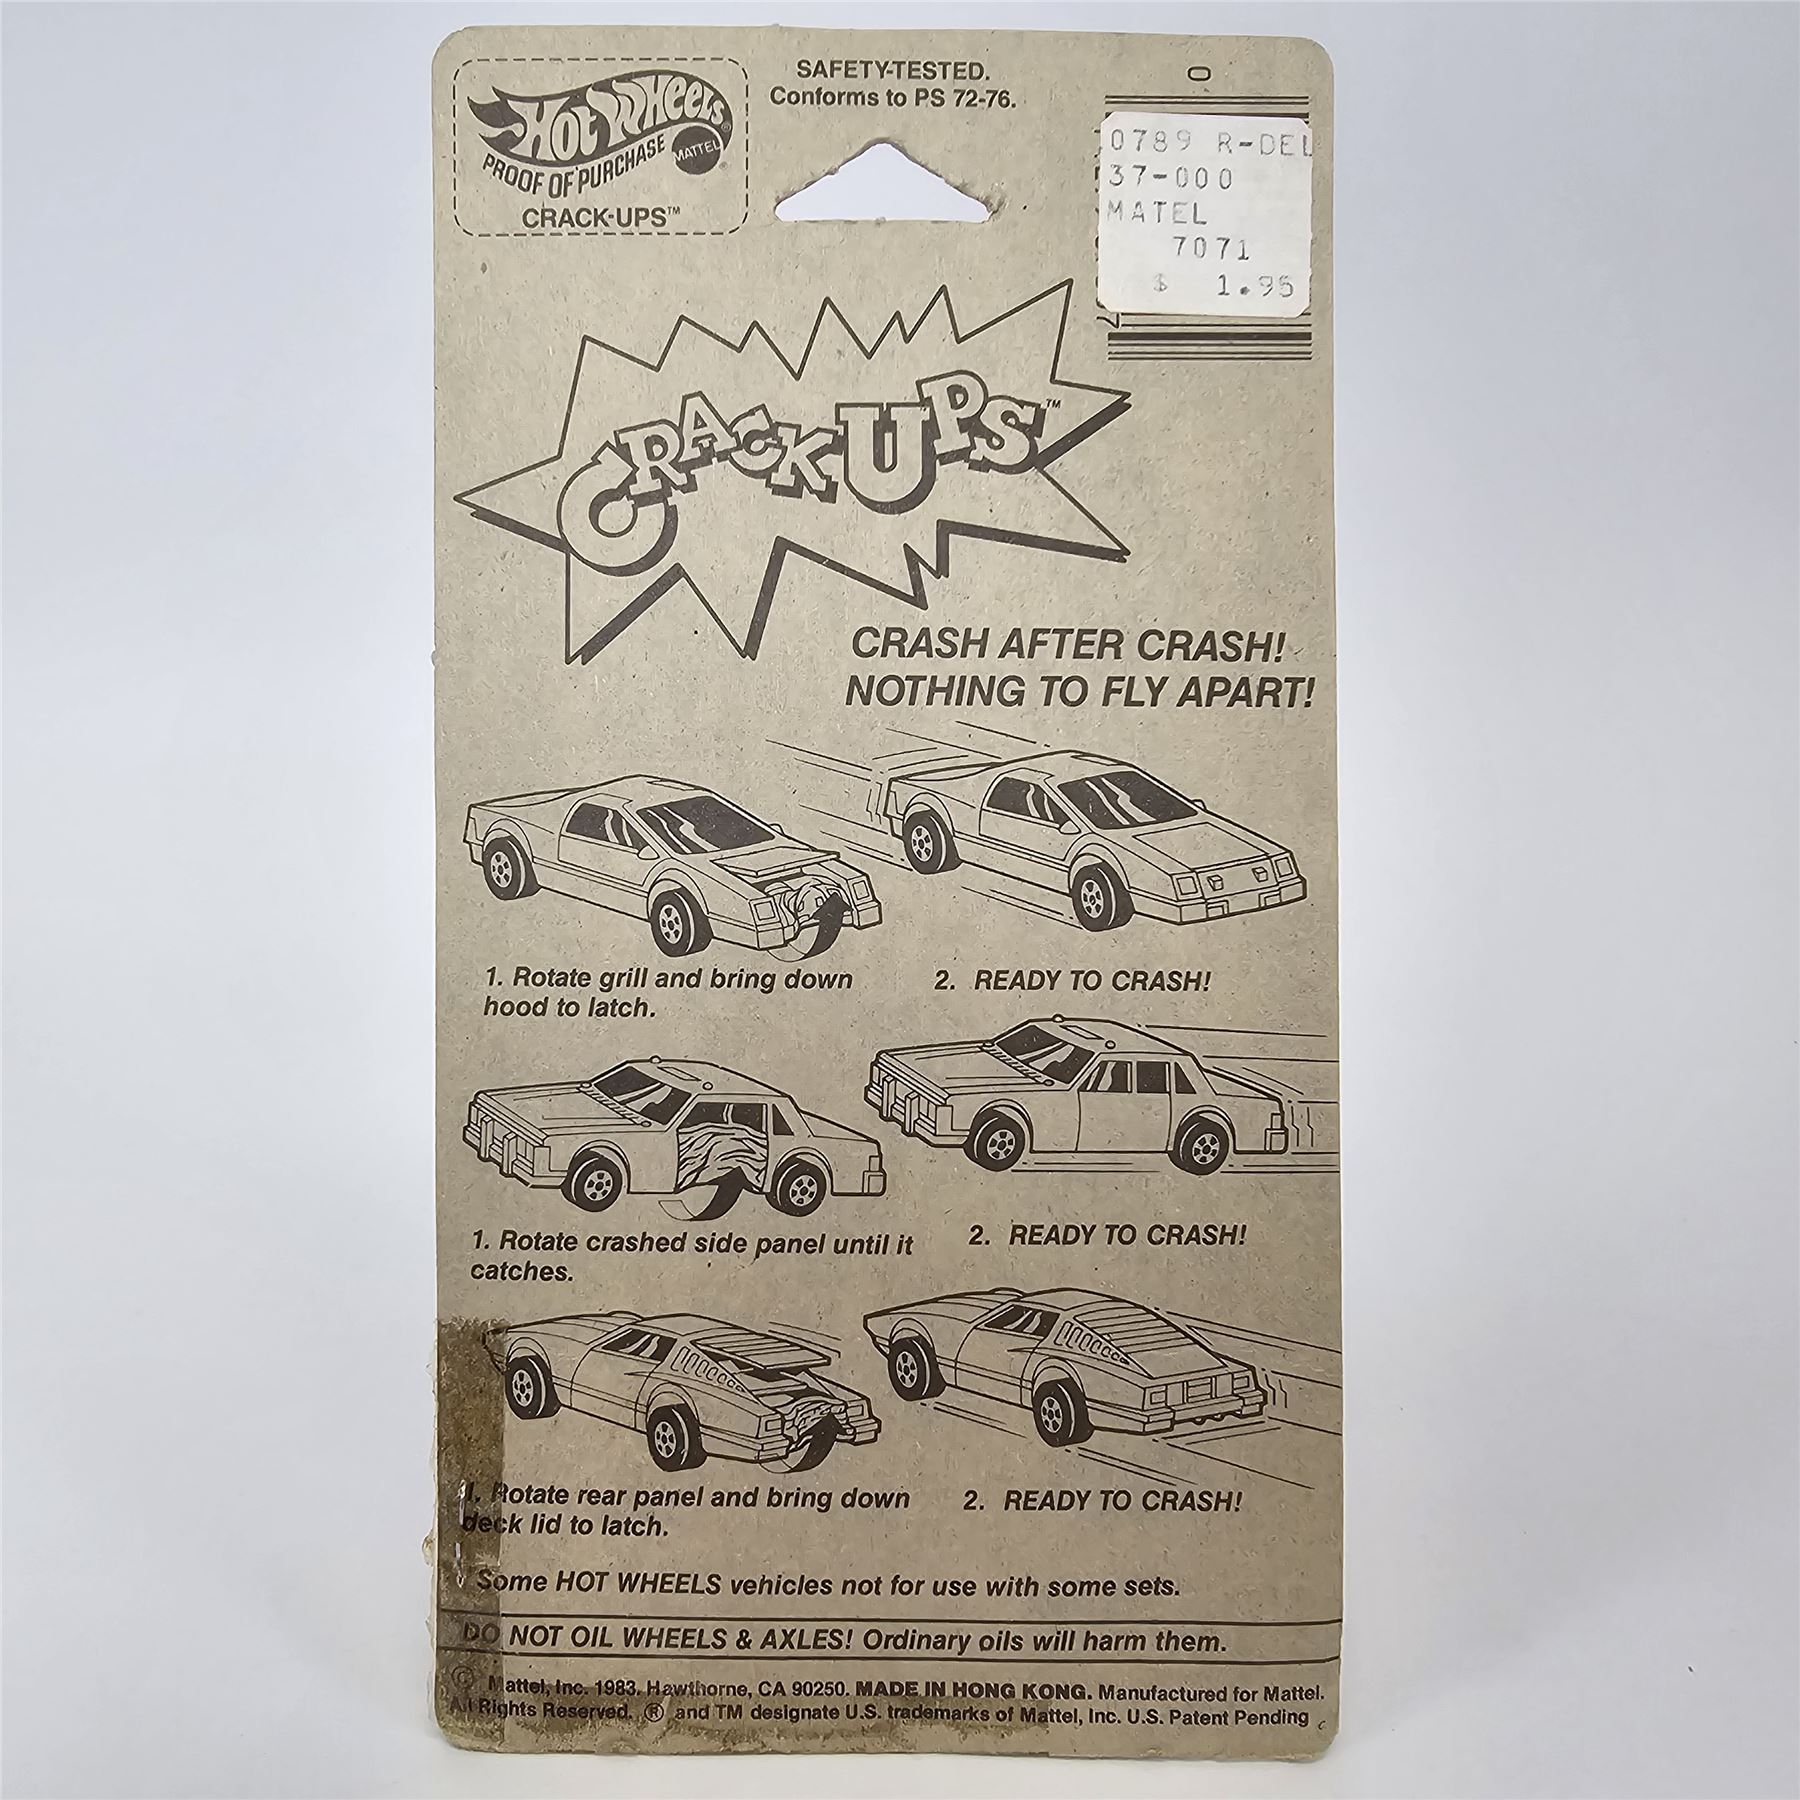 Hot Wheels®
MATTEL®
PROOF OF PURCHASE
CRACK-UPS™
SAFETY-TESTED.
Conforms to PS 72-76.
0
0789 R-DEL
37-000
MATEL
7071
$ 1.95
CRACK-UPS™
CRASH AFTER CRASH!
NOTHING TO FLY APART!
1. Rotate grill and bring down
hood to latch.
2. READY TO CRASH!
1. Rotate crashed side panel until it
catches.
2. READY TO CRASH!
1. Rotate rear panel and bring down
deck lid to latch.
2. READY TO CRASH!
Some HOT WHEELS vehicles not for use with some sets.
DO NOT OIL WHEELS & AXLES! Ordinary oils will harm them.
© Mattel, Inc. 1983. Hawthorne, CA 90250. MADE IN HONG KONG. Manufactured for Mattel.
All Rights Reserved. ® and TM designate U.S. trademarks of Mattel, Inc. U.S. Patent Pending